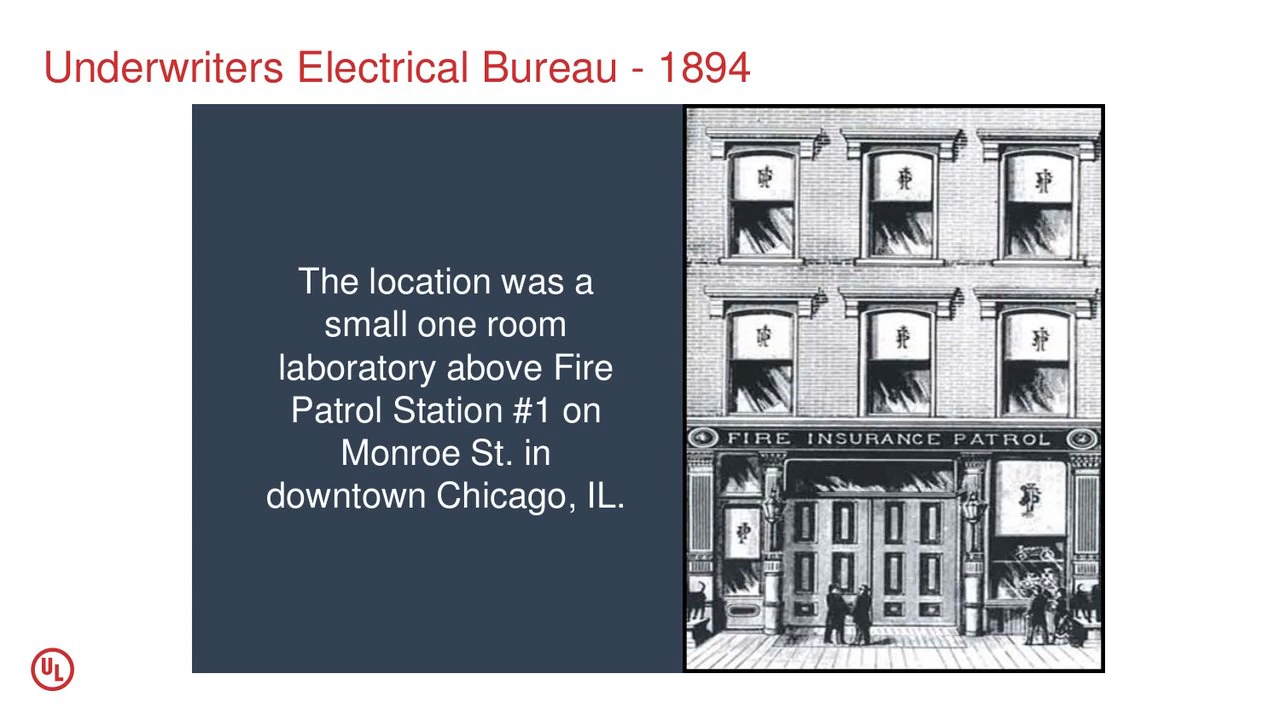 Underwriters Electrical Bureau - 1894
The location was a
small one room
laboratory above Fire
Patrol Station #1 on
Monroe St. in
downtown Chicago, IL.
FIRE INSURANCE PATROL
UL